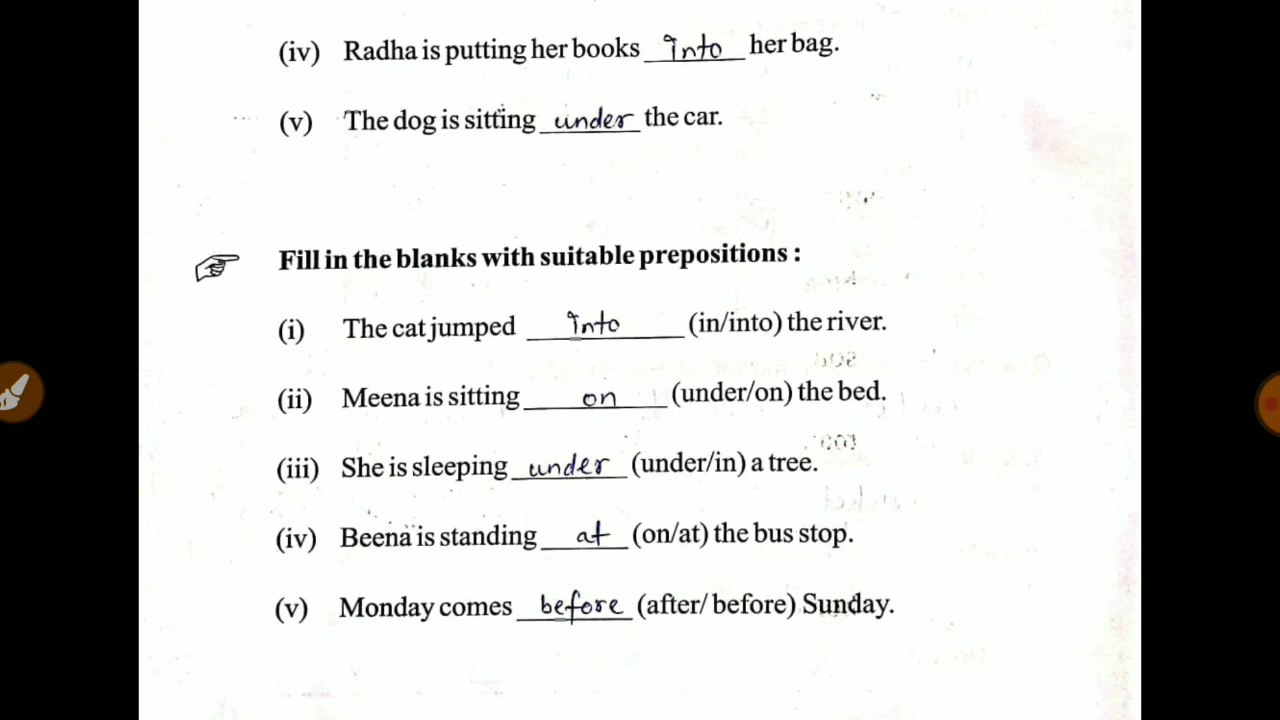 (iv) Radha is putting her books into her bag.
(v) The dog is sitting under the car.
Fill in the blanks with suitable prepositions :
(i) The cat jumped into (in/into) the river.
(ii) Meena is sitting on (under/on) the bed.
(iii) She is sleeping under (under/in) a tree.
(iv) Beena is standing at (on/at) the bus stop.
(v) Monday comes before (after/ before) Sunday.